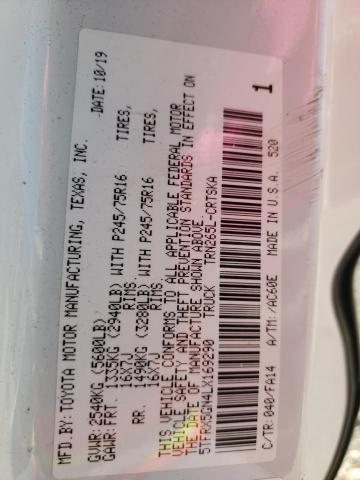 MFD.BY:TOYOTA MOTOR MANUFACTURING, TEXAS, INC. DATE:10/19
GVWR:2540KG(5600LB)
GAWR:FRT. 1335KG (2940LB) WITH P245/75R16 TIRES,
16X7J RIMS
RR. 1490KG (3280LB) WITH P245/75R16 TIRES,
16X7J RIMS.
THIS VEHICLE CONFORMS TO ALL APPLICABLE FEDERAL MOTOR
VEHICLE SAFETY AND THEFT PREVENTION STANDARDS IN EFFECT ON
THE DATE OF MANUFACTURE SHOWN ABOVE.
5TFRX5GN4LX169290 TRUCK TRN265L-CRTSKA
1
C/TR:040/FA14 A/TM:/AC60E MADE IN U.S.A. 520